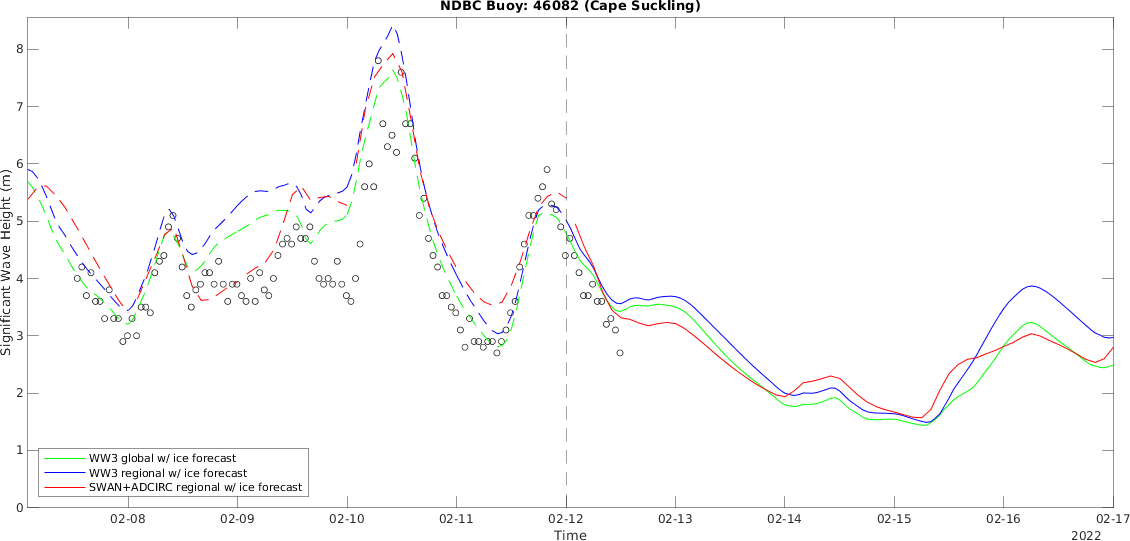 NDBC Buoy: 46082 (Cape Suckling)
8
7
6
5
4
3
2
1
0
Significant Wave Height (m)
WW3 global w/ ice forecast
WW3 regional w/ ice forecast
SWAN+ADCIRC regional w/ ice forecast
02-08 02-09 02-10 02-11 02-12 02-13 02-14 02-15 02-16 02-17
Time
2022